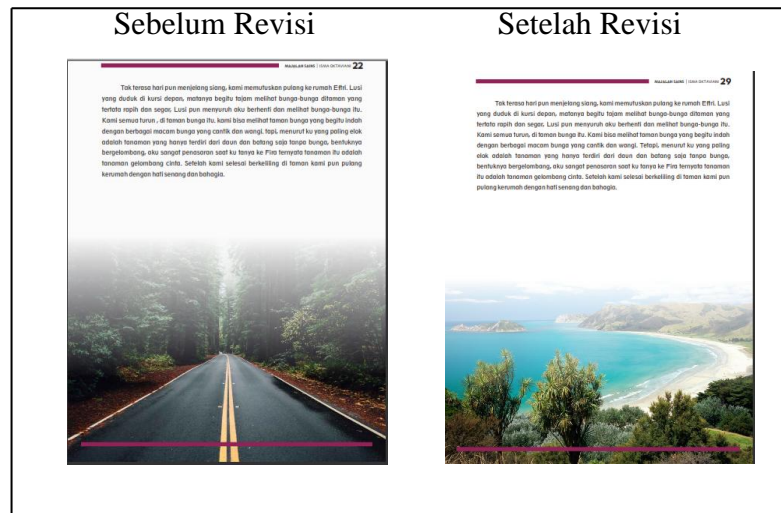 Sebelum Revisi
MAJALAH SAINS | ISMA OKTAVIANI 22
Tak terasa hari pun menjelang siang, kami memutuskan pulang ke rumah Effri. Lusi
yang duduk di kursi depan, matanya begitu tajam melihat bunga-bunga ditaman yang
tertata rapih dan segar, Lusi pun menyuruh aku berhenti dan melihat bunga-bunga itu.
Kami semua turun , di taman bunga itu. kami bisa melihat taman bunga yang begitu indah
dengan berbagai macam bunga yang cantik dan wangi. tapi, menurut ku yang paling elok
adalah tanaman yang hanya terdiri dari daun dan batang saja tanpa bunga, bentuknya
bergelombang, aku sangat penasaran saat ku tanya ke Fira ternyata tanaman itu adalah
tanaman gelombang cinta. Setelah kami selesai berkeliling di taman kami pun pulang
kerumah dengan hati senang dan bahagia.
Setelah Revisi
MAJALAH SAINS | ISMA OKTAVIANI 29
Tak terasa hari pun menjelang siang, kami memutuskan pulang ke rumah Effri. Lusi
yang duduk di kursi depan, matanya begitu tajam melihat bunga-bunga ditaman yang
tertata rapih dan segar, Lusi pun menyuruh aku berhenti dan melihat bunga-bunga itu.
Kami semua turun, di taman bunga itu. Kami bisa melihat taman bunga yang begitu indah
dengan berbagai macam bunga yang cantik dan wangi. Tetapi, menurut ku yang paling
elok adalah tanaman yang hanya terdiri dari daun dan batang saja tanpa bunga,
bentuknya bergelombang, aku sangat penasaran saat ku tanya ke Fira ternyata tanaman
itu adalah tanaman gelombang cinta. Setelah kami selesai berkeliling di taman kami pun
pulang kerumah dengan hati senang dan bahagia.